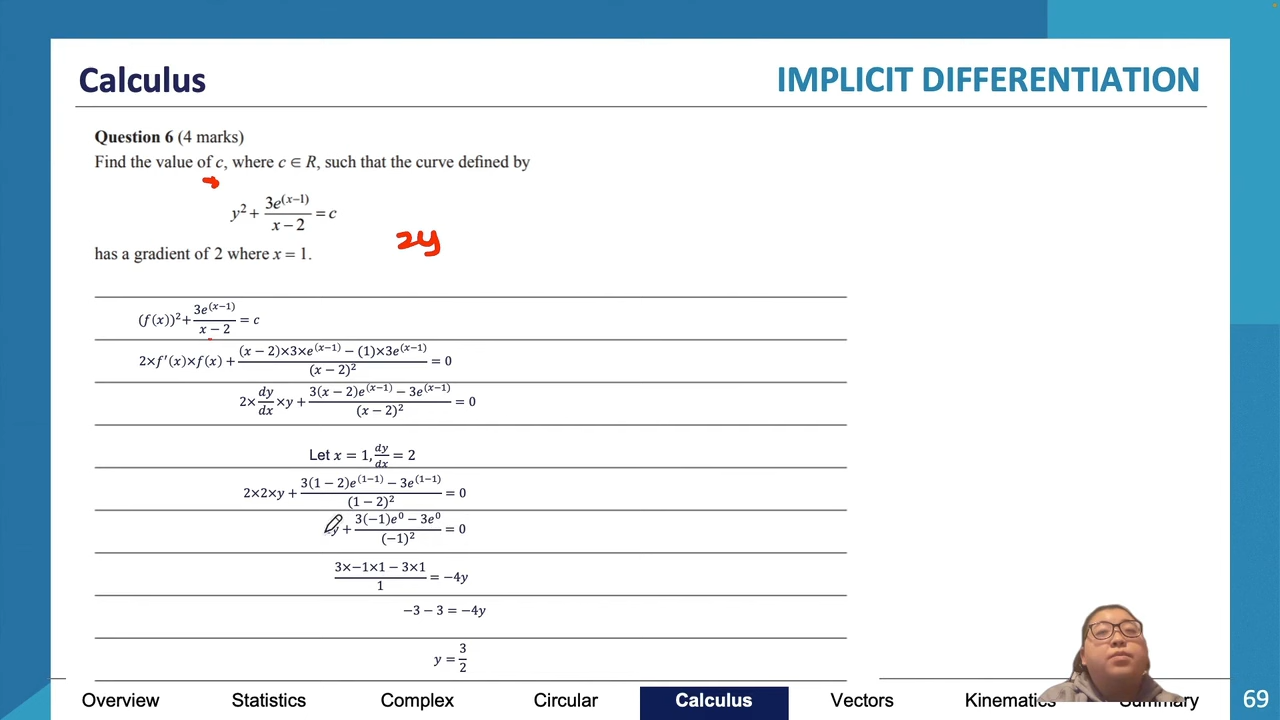 Calculus
IMPLICIT DIFFERENTIATION
Question 6 (4 marks)
Find the value of c, where c ∈ R, such that the curve defined by
y² + 3e^(x−1)/(x − 2) = c
2y
has a gradient of 2 where x = 1.
(f(x))² + 3e^(x−1)/(x − 2) = c
2×f′(x)×f(x) + ((x − 2)×3×e^(x−1) − (1)×3e^(x−1))/(x − 2)² = 0
2×dy/dx×y + (3(x − 2)e^(x−1) − 3e^(x−1))/(x − 2)² = 0
Let x = 1, dy/dx = 2
2×2×y + (3(1 − 2)e^(1−1) − 3e^(1−1))/(1 − 2)² = 0
y + (3(−1)e⁰ − 3e⁰)/(−1)² = 0
(3×−1×1 − 3×1)/1 = −4y
−3 − 3 = −4y
y = 3/2
Overview Statistics Complex Circular Calculus Vectors Kinematics Summary 69